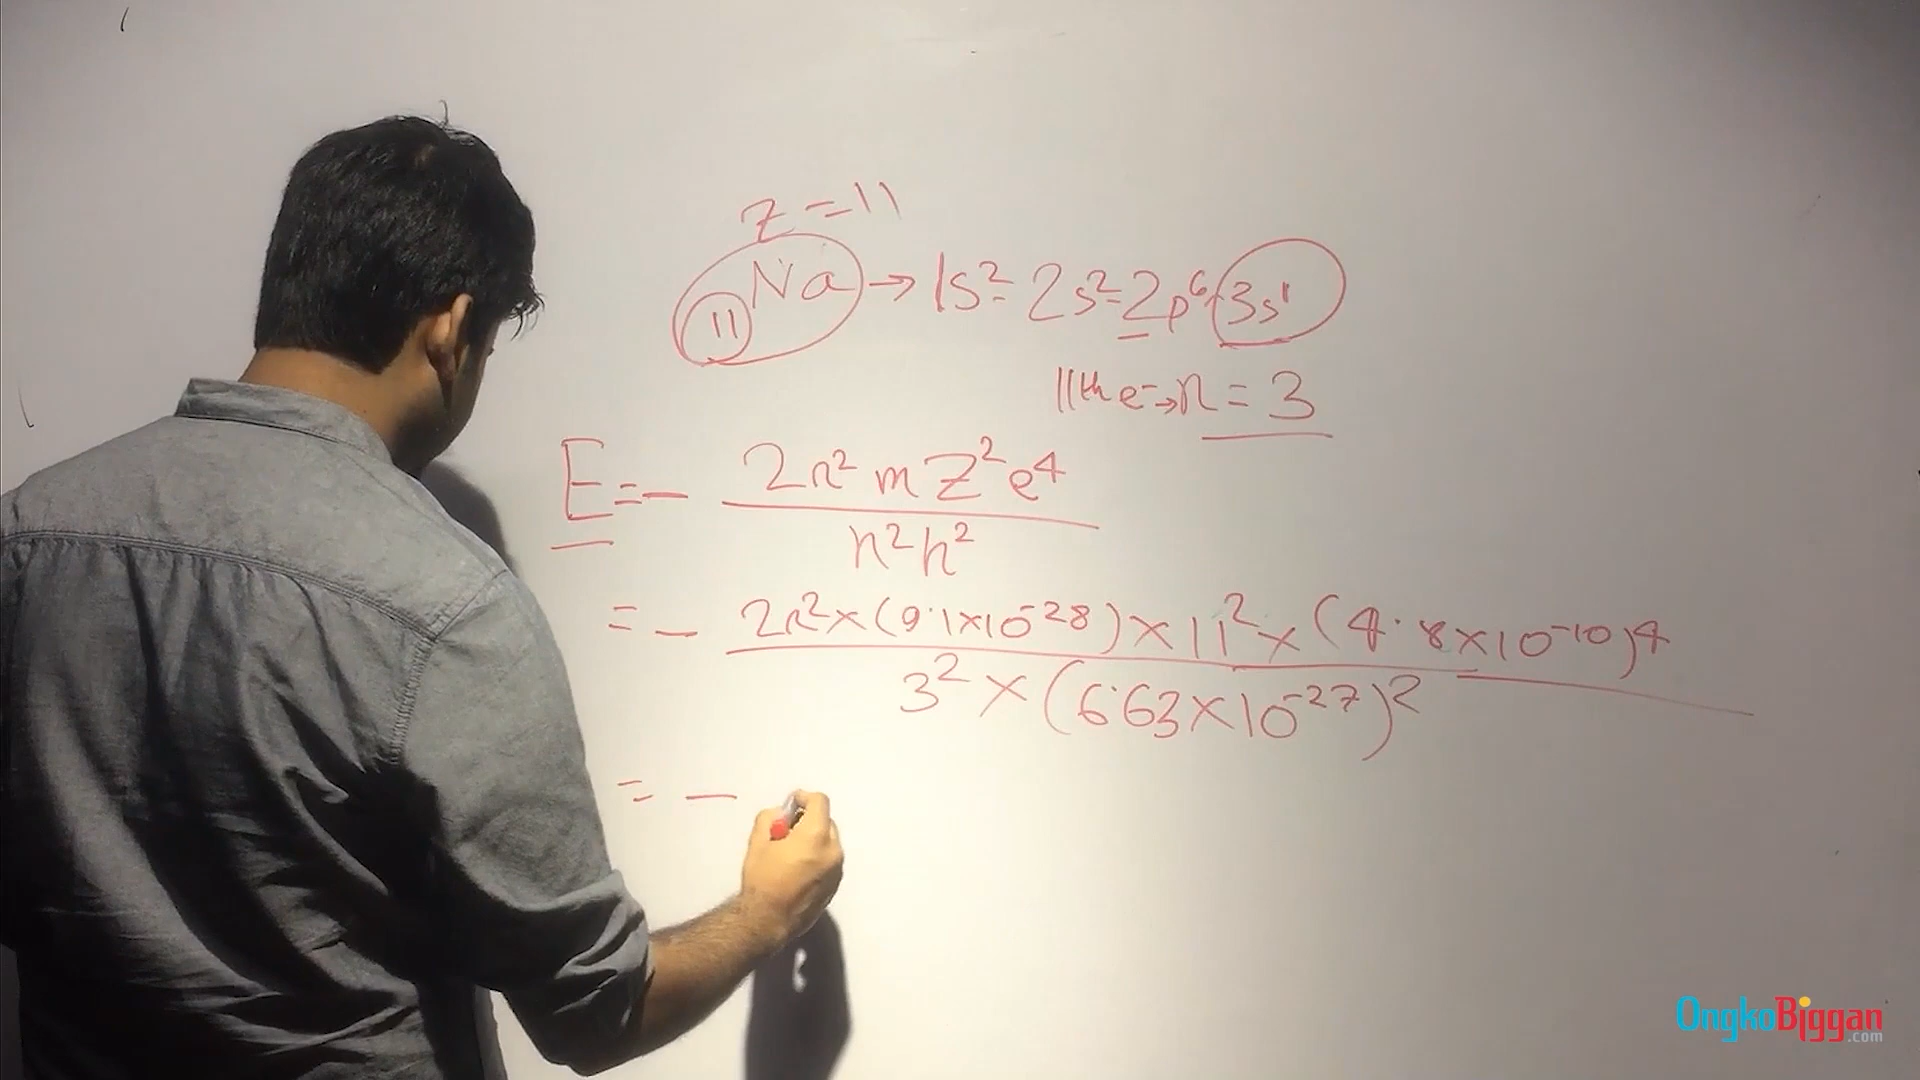 z = 11
11 Na → 1s² 2s² 2p⁶ 3s¹
11th e⁻ → n = 3
E = - 2π² m Z² e⁴ / n² h²
= - 2π² × (9.1 × 10⁻²⁸) × 11² × (4.8 × 10⁻¹⁰)⁴ / 3² × (6.63 × 10⁻²⁷)²
= -
OngkoBiggan.com